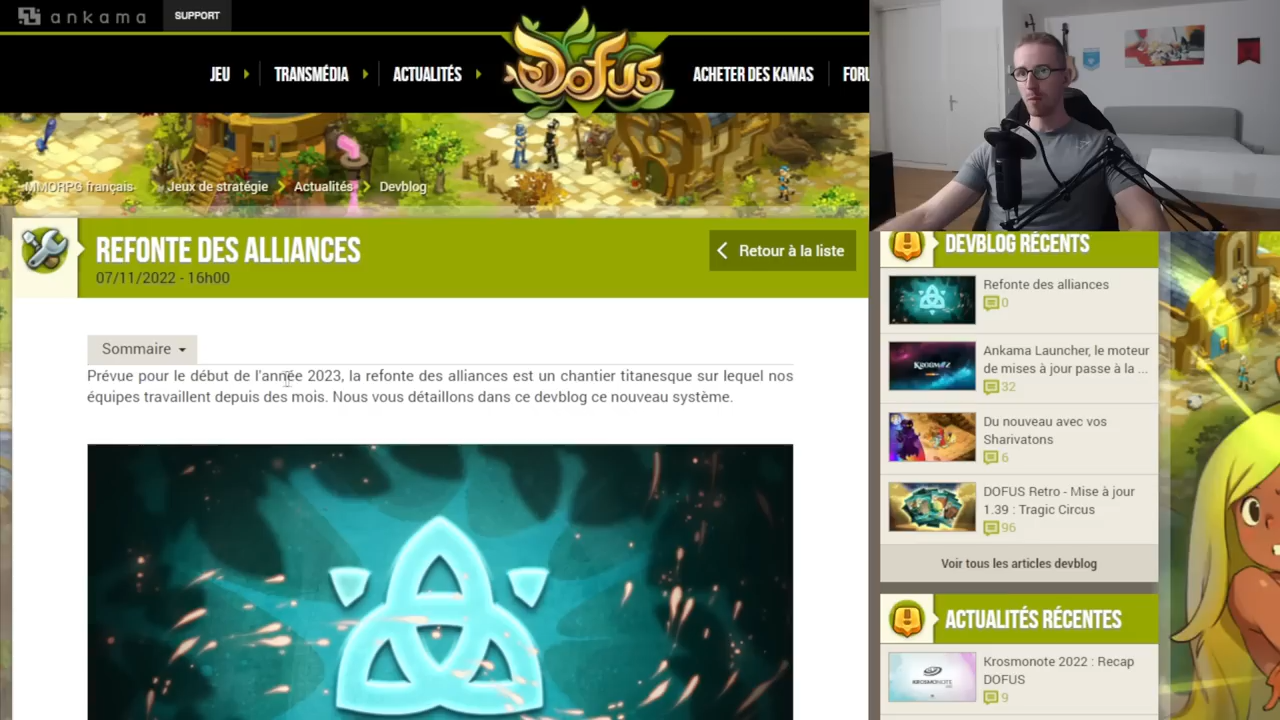 ankama
SUPPORT
JEU
TRANSMÉDIA
ACTUALITÉS
DOFUS
ACHETER DES KAMAS
FORU
MMORPG français
Jeux de stratégie
Actualités
Devblog
REFONTE DES ALLIANCES
07/11/2022 - 16h00
Retour à la liste
Sommaire
Prévue pour le début de l'année 2023, la refonte des alliances est un chantier titanesque sur lequel nos
équipes travaillent depuis des mois. Nous vous détaillons dans ce devblog ce nouveau système.
DEVBLOG RÉCENTS
Refonte des alliances
0
Ankama Launcher, le moteur
de mises à jour passe à la ...
32
Du nouveau avec vos
Sharivatons
6
DOFUS Retro - Mise à jour
1.39 : Tragic Circus
96
Voir tous les articles devblog
ACTUALITÉS RÉCENTES
Krosmonote 2022 : Recap
DOFUS
9